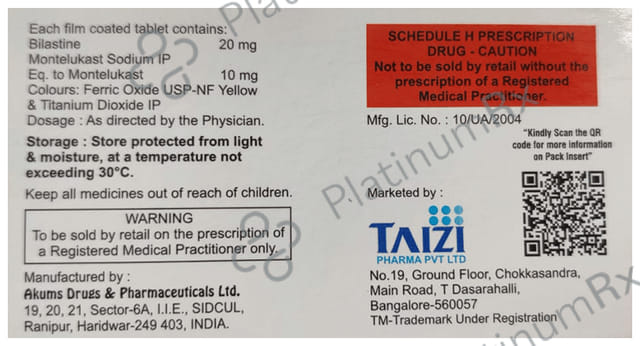 Each film coated tablet contains:
Bilastine 20 mg
Montelukast Sodium IP
Eq. to Montelukast 10 mg
Colours: Ferric Oxide USP-NF Yellow
& Titanium Dioxide IP
Dosage : As directed by the Physician.
Storage : Store protected from light
& moisture, at a temperature not
exceeding 30°C.
Keep all medicines out of reach of children.
WARNING
To be sold by retail on the prescription of
a Registered Medical Practitioner only.
Manufactured by :
Akums Drugs & Pharmaceuticals Ltd.
19, 20, 21, Sector-6A, I.I.E., SIDCUL,
Ranipur, Haridwar-249 403, INDIA.
SCHEDULE H PRESCRIPTION
DRUG - CAUTION
Not to be sold by retail without the
prescription of a Registered
Medical Practitioner.
Mfg. Lic. No. : 10/UA/2004
"Kindly Scan the QR
code for more information
on Pack Insert"
Marketed by :
TAIZI
PHARMA PVT LTD
No.19, Ground Floor, Chokkasandra,
Main Road, T Dasarahalli,
Bangalore-560057
TM-Trademark Under Registration
PlatinumRx
PlatinumRx
PlatinumRx